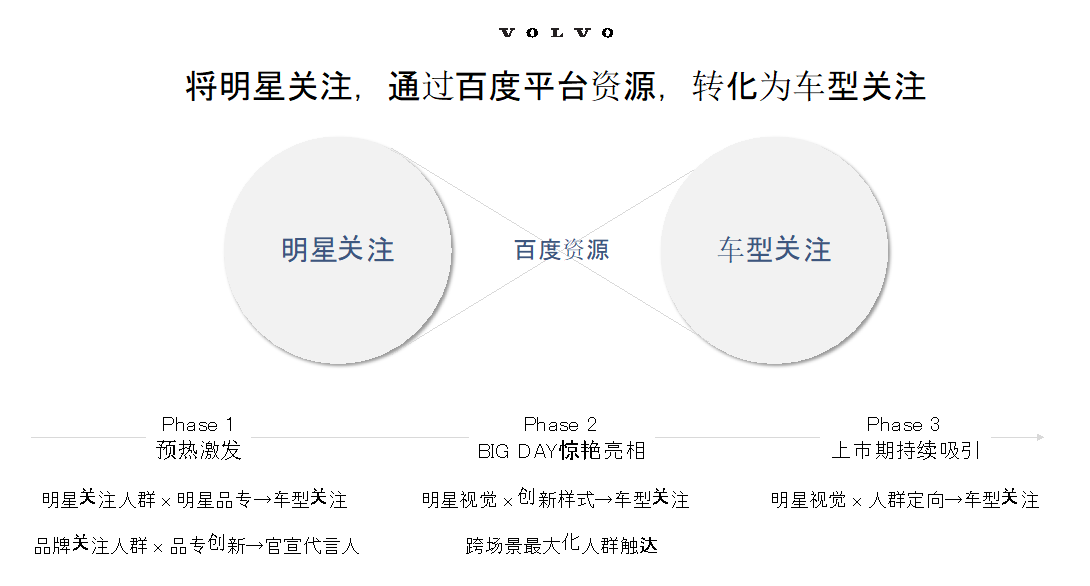 VOLVO
将明星关注，通过百度平台资源，转化为车型关注
明星关注
百度资源
车型关注
Phase 1
预热激发
Phase 2
BIG DAY惊艳亮相
Phase 3
上市期持续吸引
明星关注人群×明星品专→车型关注
明星视觉×创新样式→车型关注
明星视觉×人群定向→车型关注
品牌关注人群×品专创新→官宣代言人
跨场景最大化人群触达